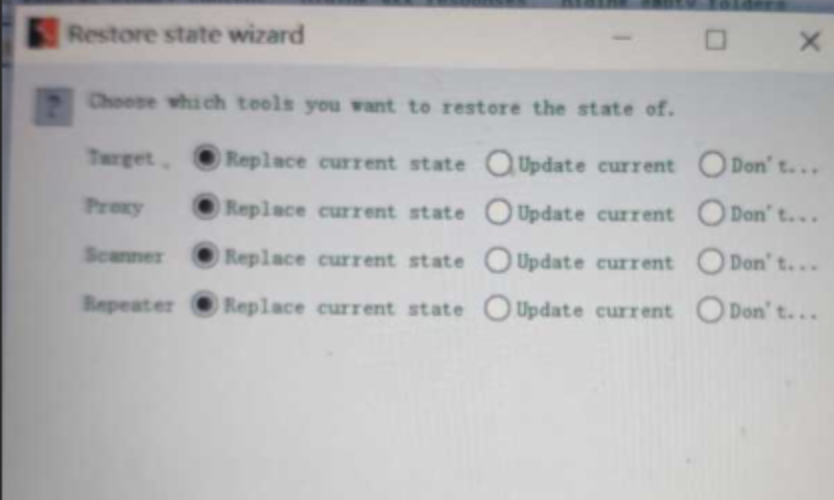 Restore state wizard
? Choose which tools you want to restore the state of.
Target Replace current state Update current Don't...
Proxy Replace current state Update current Don't...
Scanner Replace current state Update current Don't...
Repeater Replace current state Update current Don't...